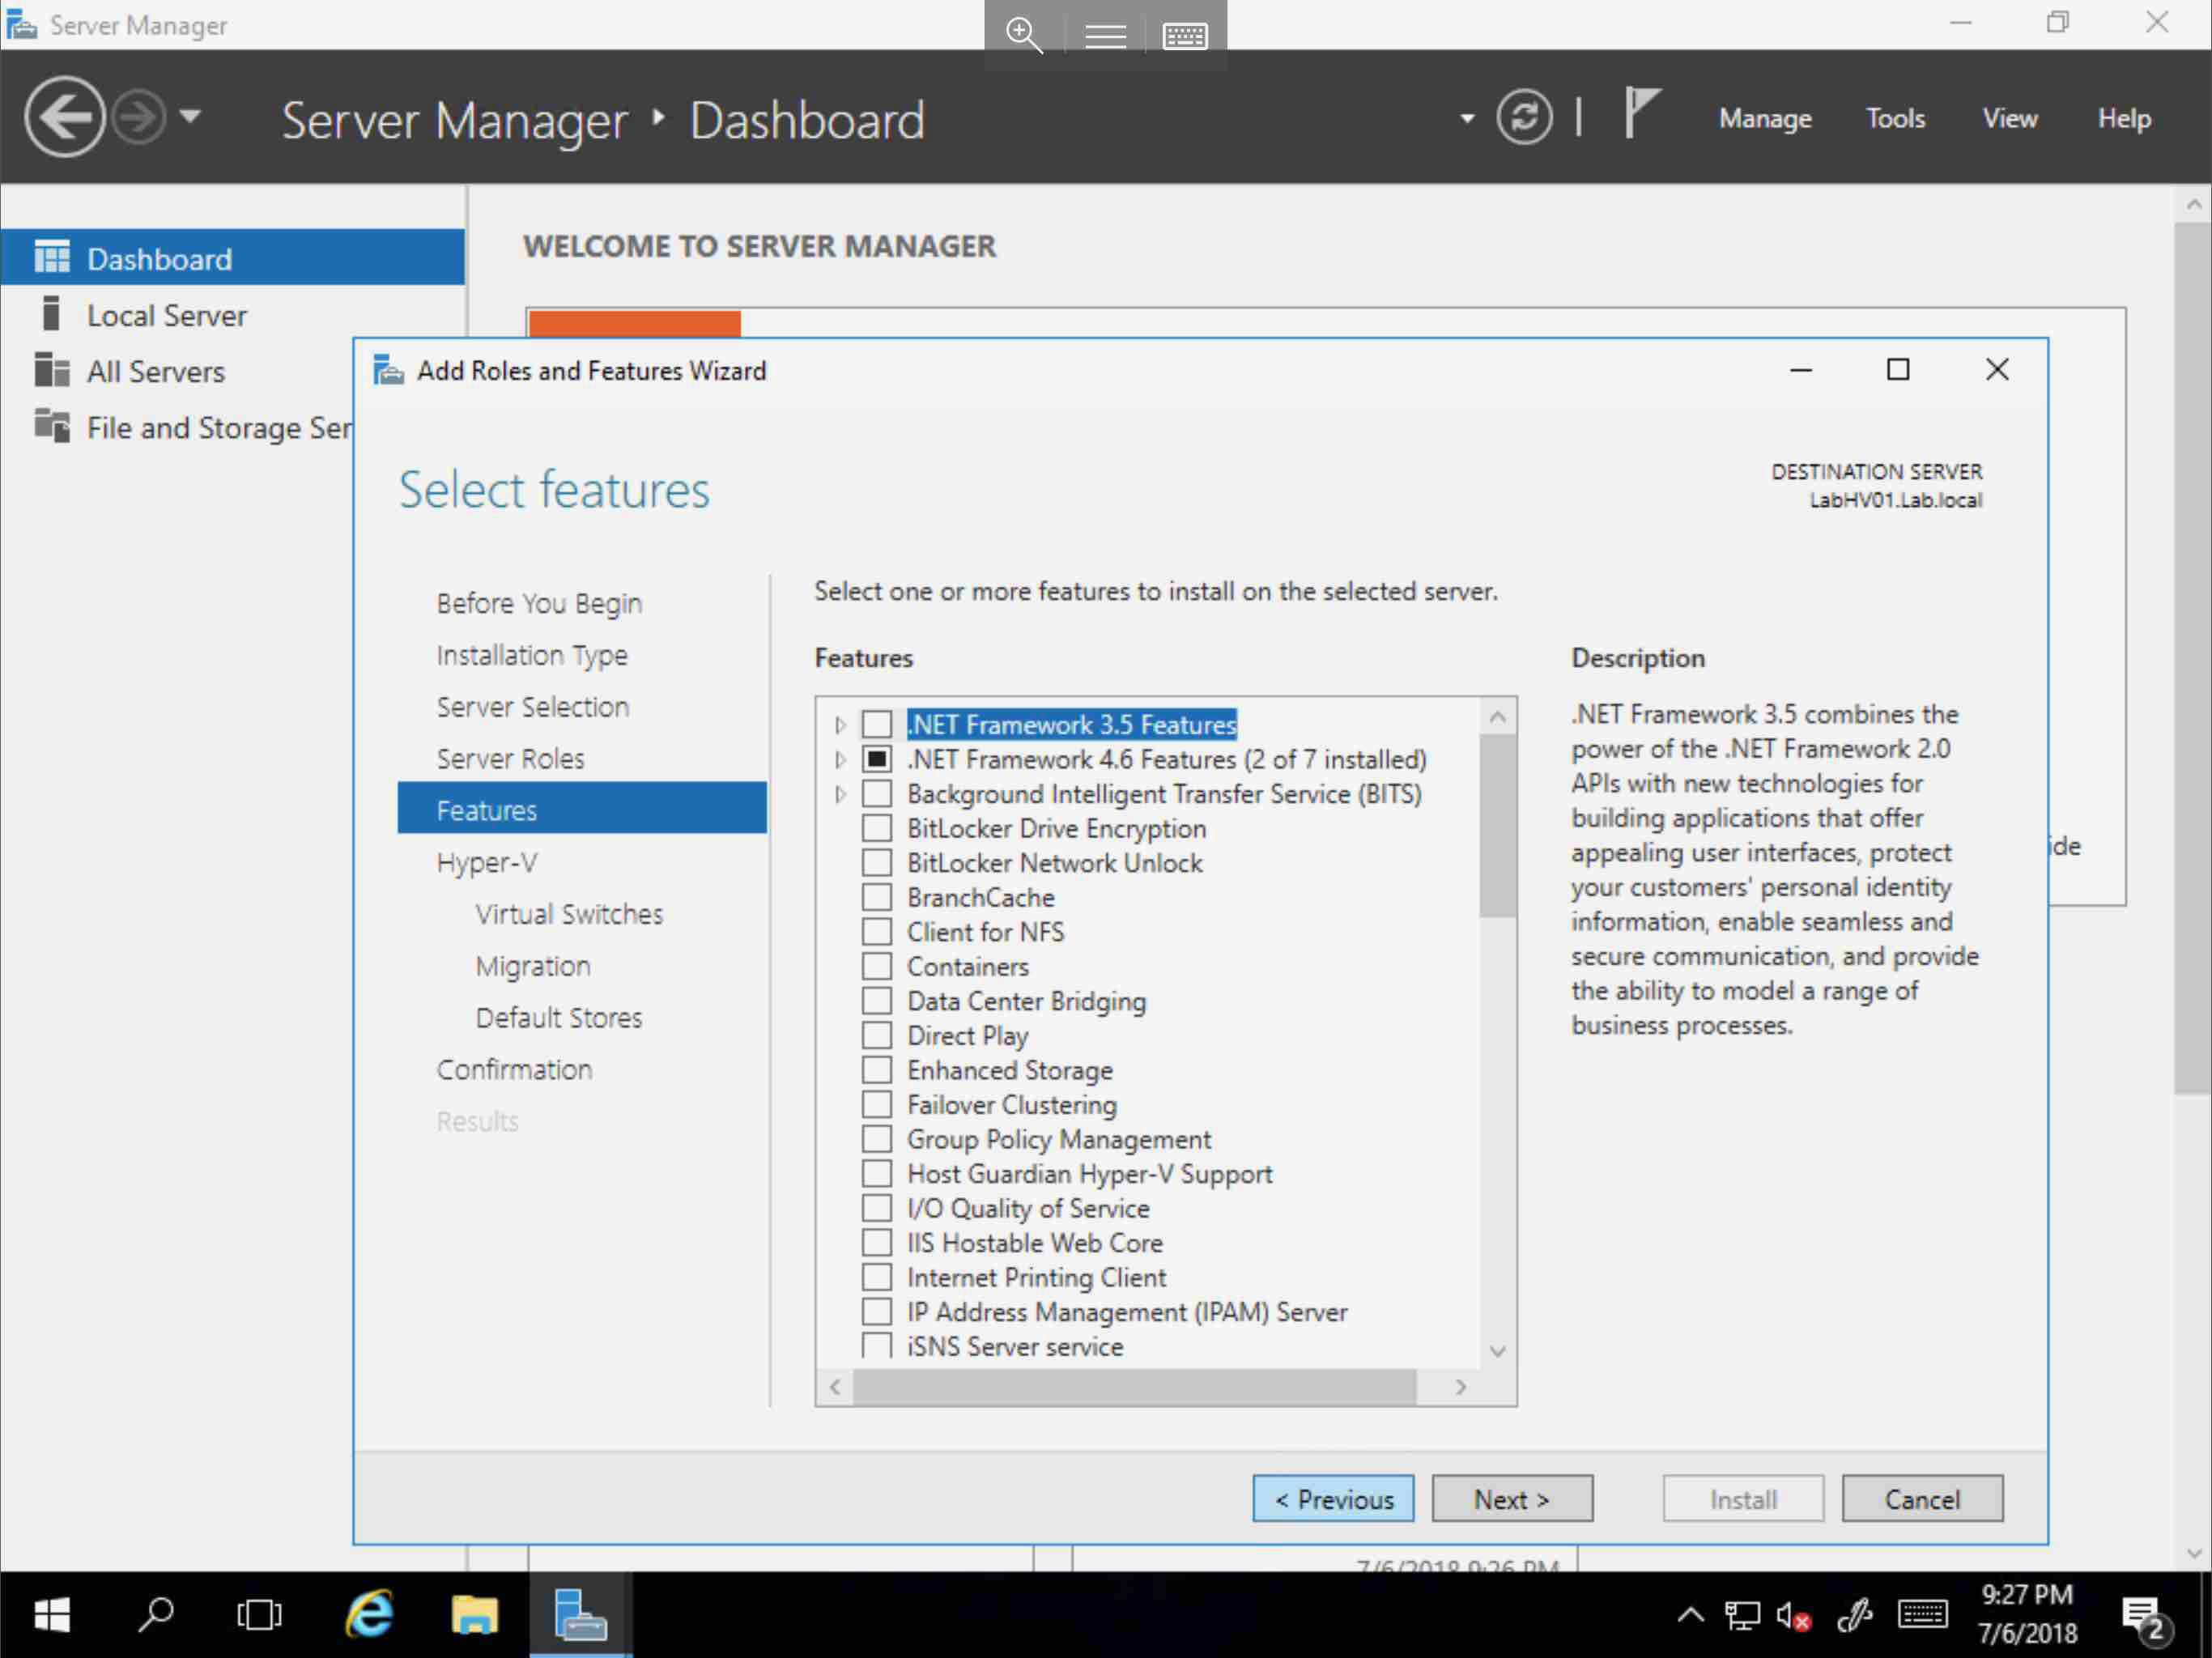 Server Manager
Server Manager
Dashboard
Manage
Tools
View
Help
Dashboard
Local Server
All Servers
File and Storage Ser
WELCOME TO SERVER MANAGER
Add Roles and Features Wizard
Select features
DESTINATION SERVER
LabHV01.Lab.local
Before You Begin
Installation Type
Server Selection
Server Roles
Features
Hyper-V
Virtual Switches
Migration
Default Stores
Confirmation
Results
Select one or more features to install on the selected server.
Features
.NET Framework 3.5 Features
.NET Framework 4.6 Features (2 of 7 installed)
Background Intelligent Transfer Service (BITS)
BitLocker Drive Encryption
BitLocker Network Unlock
BranchCache
Client for NFS
Containers
Data Center Bridging
Direct Play
Enhanced Storage
Failover Clustering
Group Policy Management
Host Guardian Hyper-V Support
I/O Quality of Service
IIS Hostable Web Core
Internet Printing Client
IP Address Management (IPAM) Server
iSNS Server service
Description
.NET Framework 3.5 combines the
power of the .NET Framework 2.0
APIs with new technologies for
building applications that offer
appealing user interfaces, protect
your customers' personal identity
information, enable seamless and
secure communication, and provide
the ability to model a range of
business processes.
ide
< Previous
Next >
Install
Cancel
7/6/2018 9:26 PM
9:27 PM
7/6/2018
2